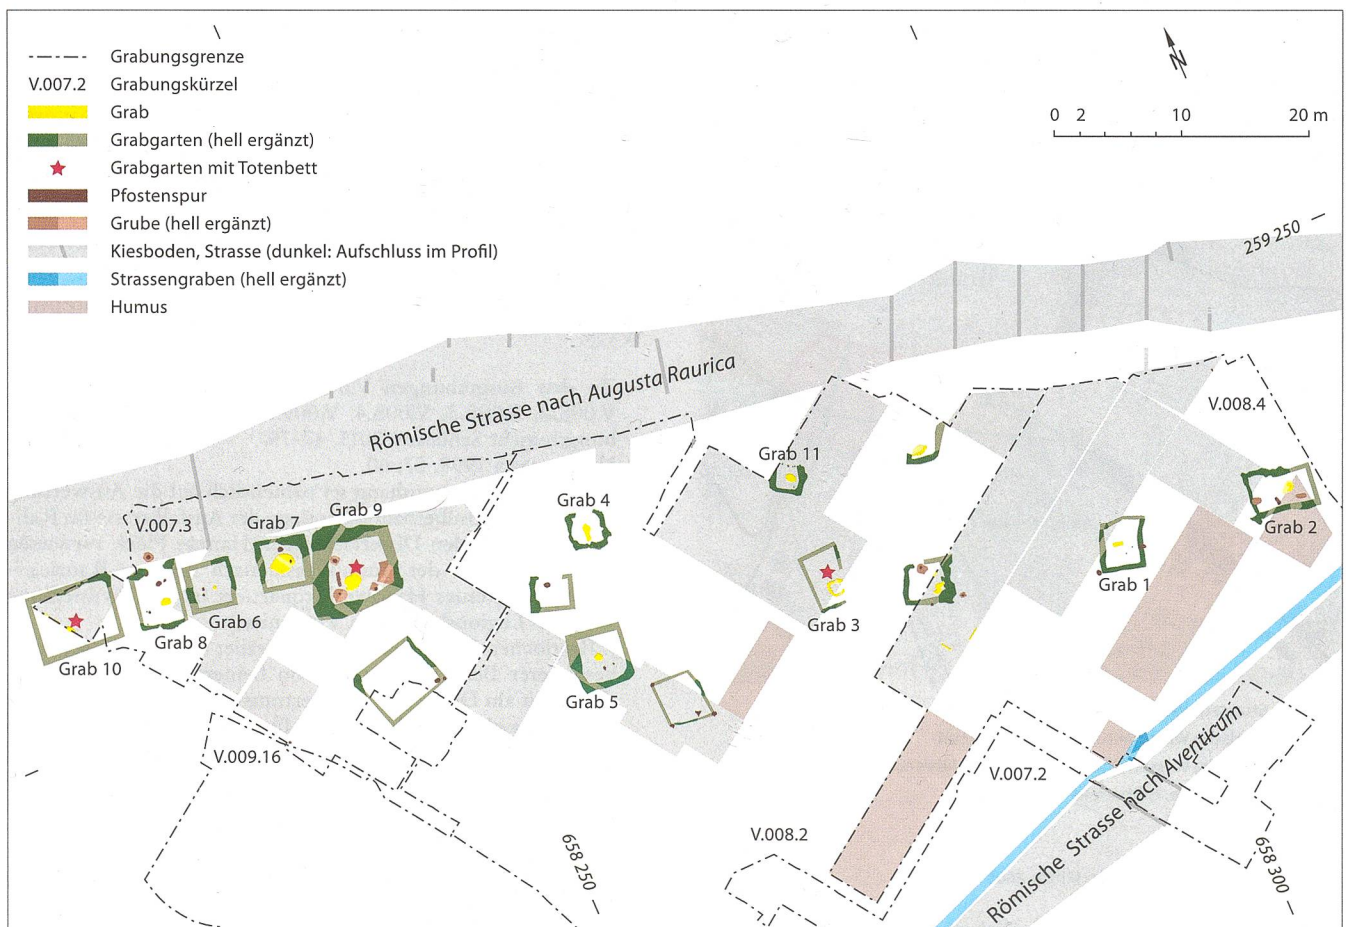 Grabungsgrenze
V.007.2 Grabungskürzel
Grab
Grabgarten (hell ergänzt)
Grabgarten mit Totenbett
Pfostenspur
Grube (hell ergänzt)
Kiesboden, Strasse (dunkel: Aufschluss im Profil)
Strassengraben (hell ergänzt)
Humus
N
0 2 10 20 m
259 250
Römische Strasse nach Augusta Raurica
V.008.4
Grab 11
Grab 4
Grab 9
Grab 7
V.007.3
Grab 2
Grab 1
Grab 6
Grab 3
Grab 8
Grab 10
Grab 5
V.009.16
V.007.2
Römische Strasse nach Aventicum
V.008.2
658 250
658 300